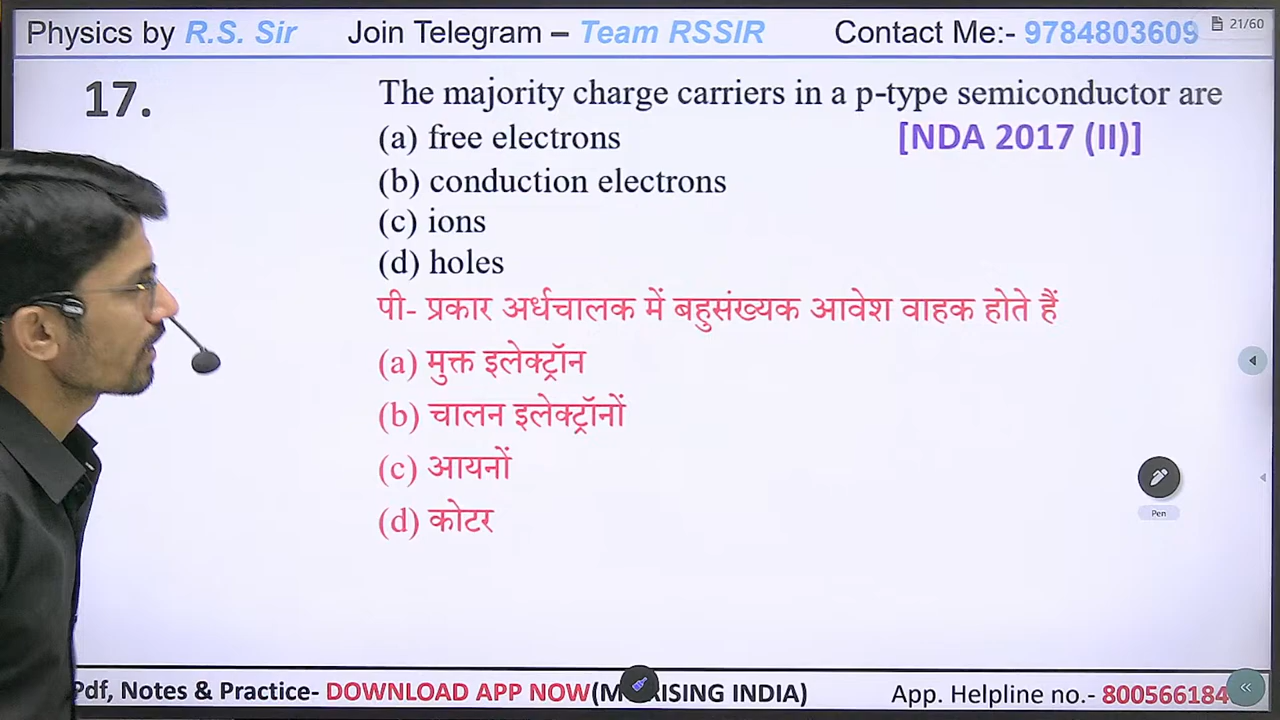 Physics by R.S. Sir Join Telegram – Team RSSIR Contact Me:- 9784803609 21/60
17. The majority charge carriers in a p-type semiconductor are
(a) free electrons [NDA 2017 (II)]
(b) conduction electrons
(c) ions
(d) holes
पी- प्रकार अर्धचालक में बहुसंख्यक आवेश वाहक होते हैं
(a) मुक्त इलेक्ट्रॉन
(b) चालन इलेक्ट्रॉनों
(c) आयनों
(d) कोटर
Pen
Pdf, Notes & Practice- DOWNLOAD APP NOW(M RISING INDIA) App. Helpline no.- 800566184